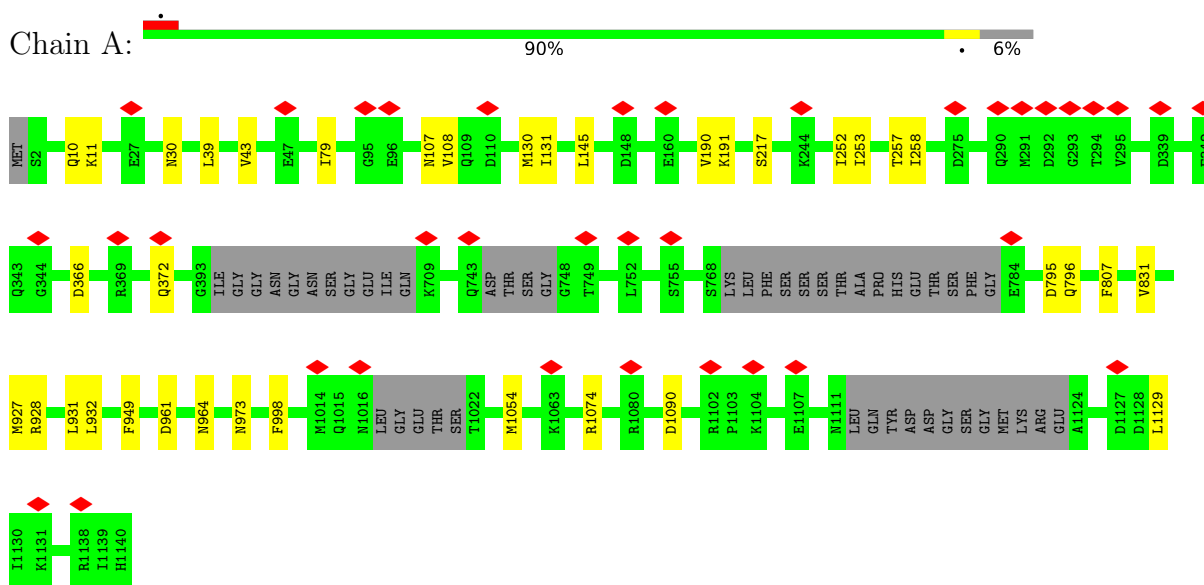 Chain A:
90%
6%
MET S2 Q10 K11 E27 N30 L39 V43 E47 I79 G95 E96 N107 V108 Q109 D110 M130 I131 L145 D148 E160 V190 K191 S217 K244 I252 I253 T257 I258 D275 Q290 M291 D292 G293 T294 V295 D339
Q343 G344 D366 R369 Q372 G393 ILE GLY GLY ASN GLY ASN SER GLY GLU ILE GLN K709 Q743 ASP THR SER GLY G748 T749 L752 S755 S768 LYS LEU PHE SER SER SER THR ALA PRO HIS GLU THR SER PHE GLY E784 D795 Q796 F807 V831
M927 R928 L931 L932 F949 D961 N964 N973 F998 M1014 Q1015 N1016 LEU GLY GLU THR SER T1022 M1054 K1063 R1074 R1080 D1090 R1102 P1103 K1104 E1107 N1111 LEU GLN TYR ASP ASP GLY SER GLY MET LYS ARG GLU A1124 D1127 D1128 L1129
I1130 K1131 R1138 I1139 H1140